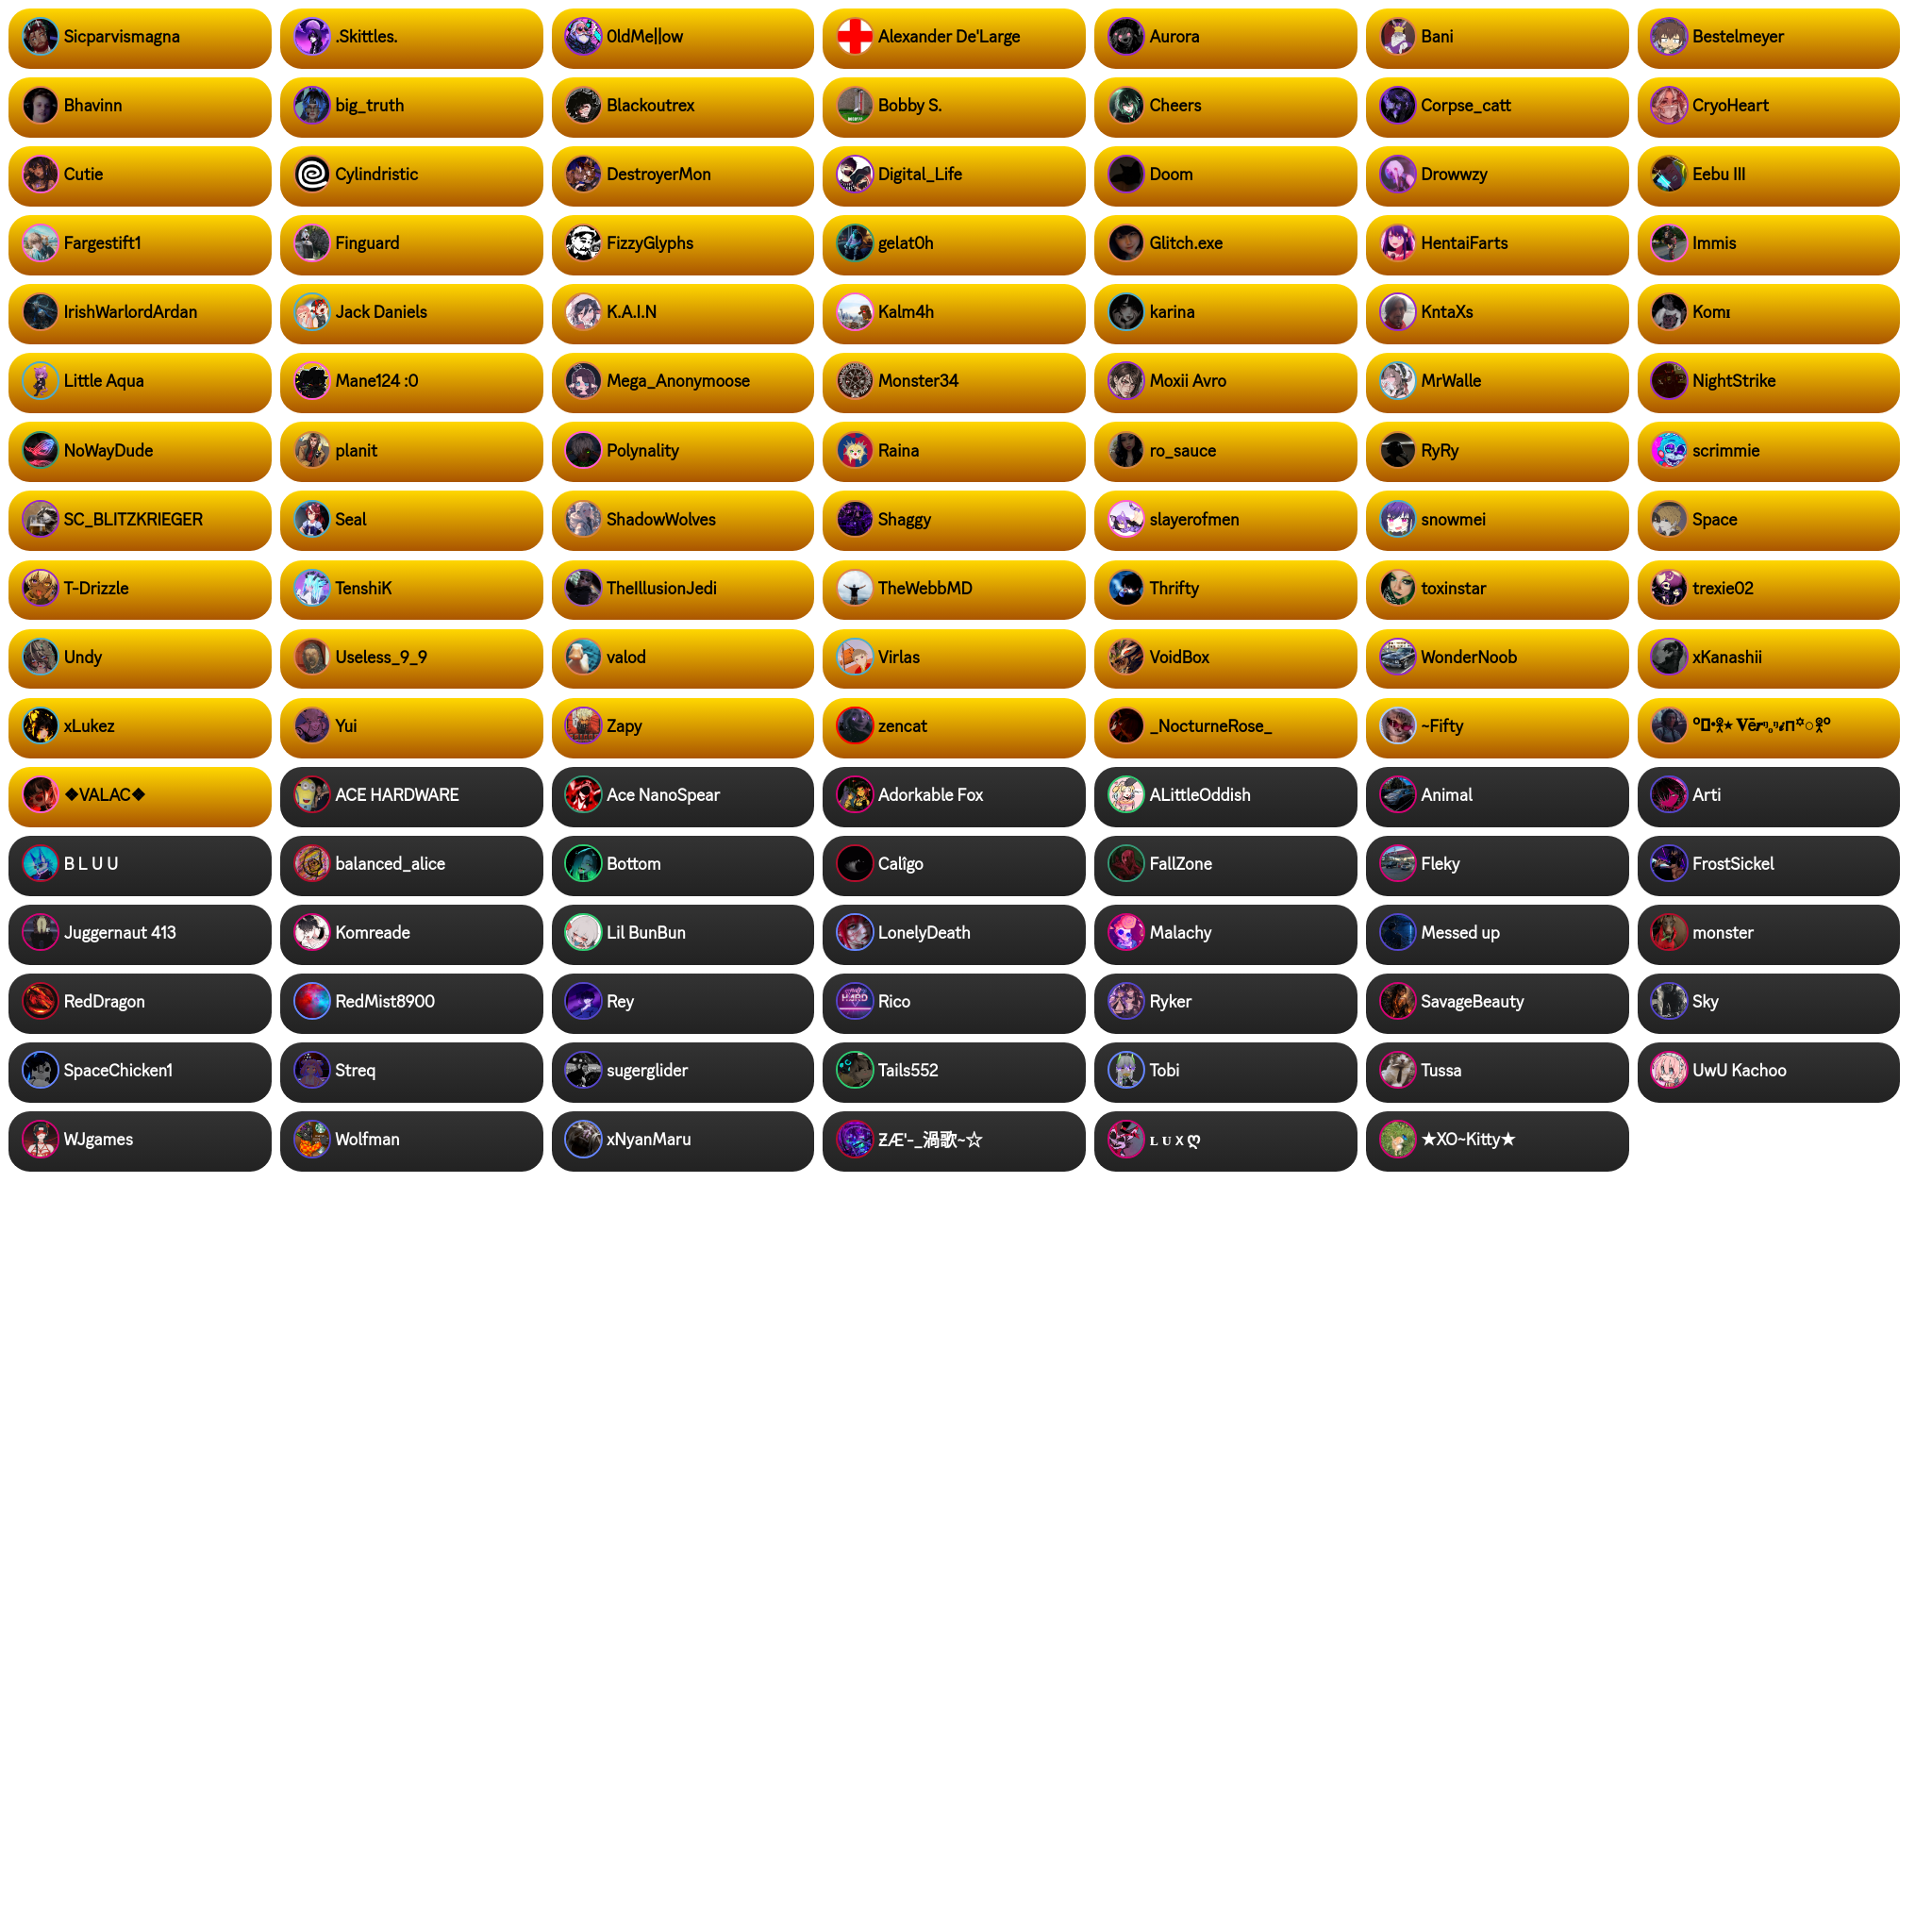 Sicparvismagna
.Skittles.
0ldMe||ow
Alexander De'Large
Aurora
Bani
Bestelmeyer
Bhavinn
big_truth
Blackoutrex
Bobby S.
Cheers
Corpse_catt
CryoHeart
Cutie
Cylindristic
DestroyerMon
Digital_Life
Doom
Drowwzy
Eebu III
Fargestift1
Finguard
FizzyGlyphs
gelat0h
Glitch.exe
HentaiFarts
Immis
IrishWarlordArdan
Jack Daniels
K.A.I.N
Kalm4h
karina
KntaXs
Komɪ
Little Aqua
Mane124 :0
Mega_Anonymoose
Monster34
Moxii Avro
MrWalle
NightStrike
NoWayDude
planit
Polynality
Raina
ro_sauce
RyRy
scrimmie
SC_BLITZKRIEGER
Seal
ShadowWolves
Shaggy
slayerofmen
snowmei
Space
T-Drizzle
TenshiK
TheIllusionJedi
TheWebbMD
Thrifty
toxinstar
trexie02
Undy
Useless_9_9
valod
Virlas
VoidBox
WonderNoob
xKanashii
xLukez
Yui
Zapy
zencat
_NocturneRose_
~Fifty
◆VALAC◆
ACE HARDWARE
Ace NanoSpear
Adorkable Fox
ALittleOddish
Animal
Arti
B L U U
balanced_alice
Bottom
Calîgo
FallZone
Fleky
FrostSickel
Juggernaut 413
Komreade
Lil BunBun
LonelyDeath
Malachy
Messed up
monster
RedDragon
RedMist8900
Rey
Rico
Ryker
SavageBeauty
Sky
SpaceChicken1
Streq
sugerglider
Tails552
Tobi
Tussa
UwU Kachoo
WJgames
Wolfman
xNyanMaru
ƵÆ'-_渦歌~☆
ʟ ᴜ x ღ
★XO~Kitty★